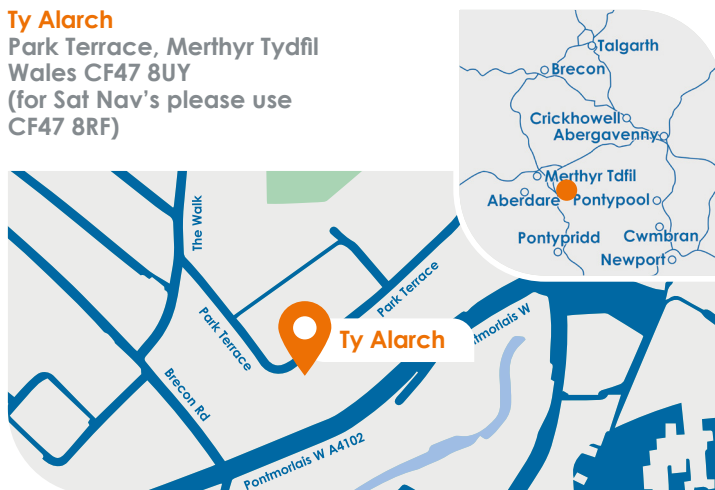 Ty Alarch
Park Terrace, Merthyr Tydfil
Wales CF47 8UY
(for Sat Nav's please use
CF47 8RF)
Talgarth
Brecon
Crickhowell
Abergavenny
Merthyr Tdfil
Aberdare
Pontypool
Pontypridd
Cwmbran
Newport
The Walk
Park Terrace
Park Terrace
Ty Alarch
ntmorlais W
Brecon Rd
Pontmorlais W A4102